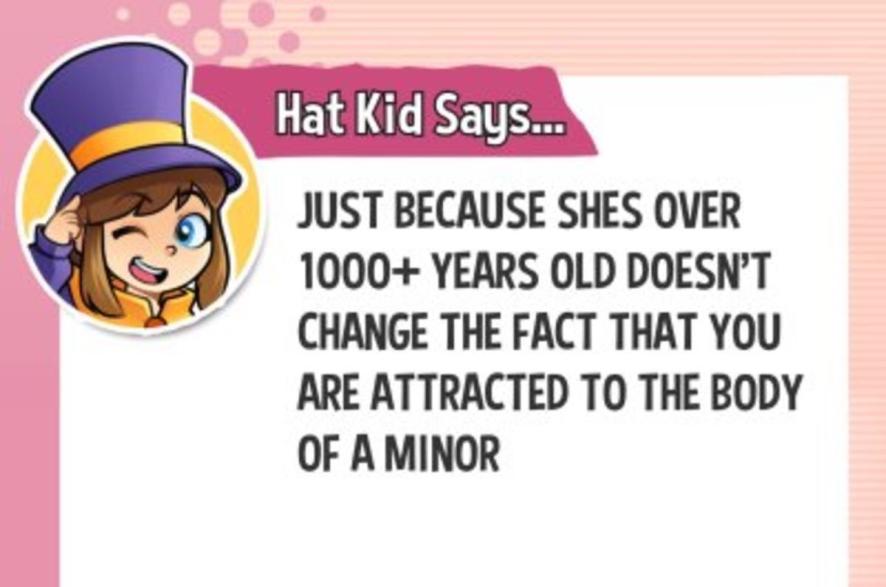 Hat Kid Says...
JUST BECAUSE SHES OVER
1000+ YEARS OLD DOESN'T
CHANGE THE FACT THAT YOU
ARE ATTRACTED TO THE BODY
OF A MINOR